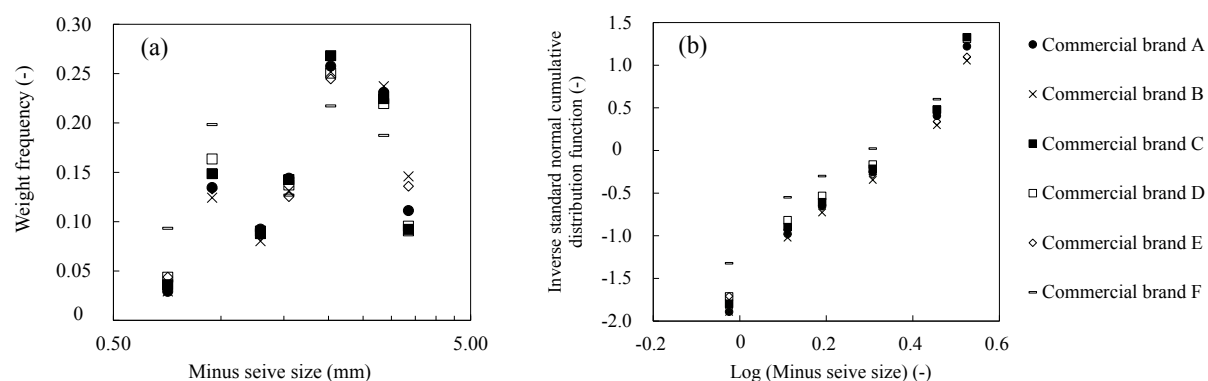 (a)
Weight frequency (-)
0.30
0.25
0.20
0.15
0.10
0.05
0
0.50
5.00
Minus seive size (mm)
(b)
Inverse standard normal cumulative
distribution function (-)
1.5
1.0
0.5
0
-0.5
-1.0
-1.5
-2.0
-0.2
0
0.2
0.4
0.6
Log (Minus seive size) (-)
Commercial brand A
Commercial brand B
Commercial brand C
Commercial brand D
Commercial brand E
Commercial brand F